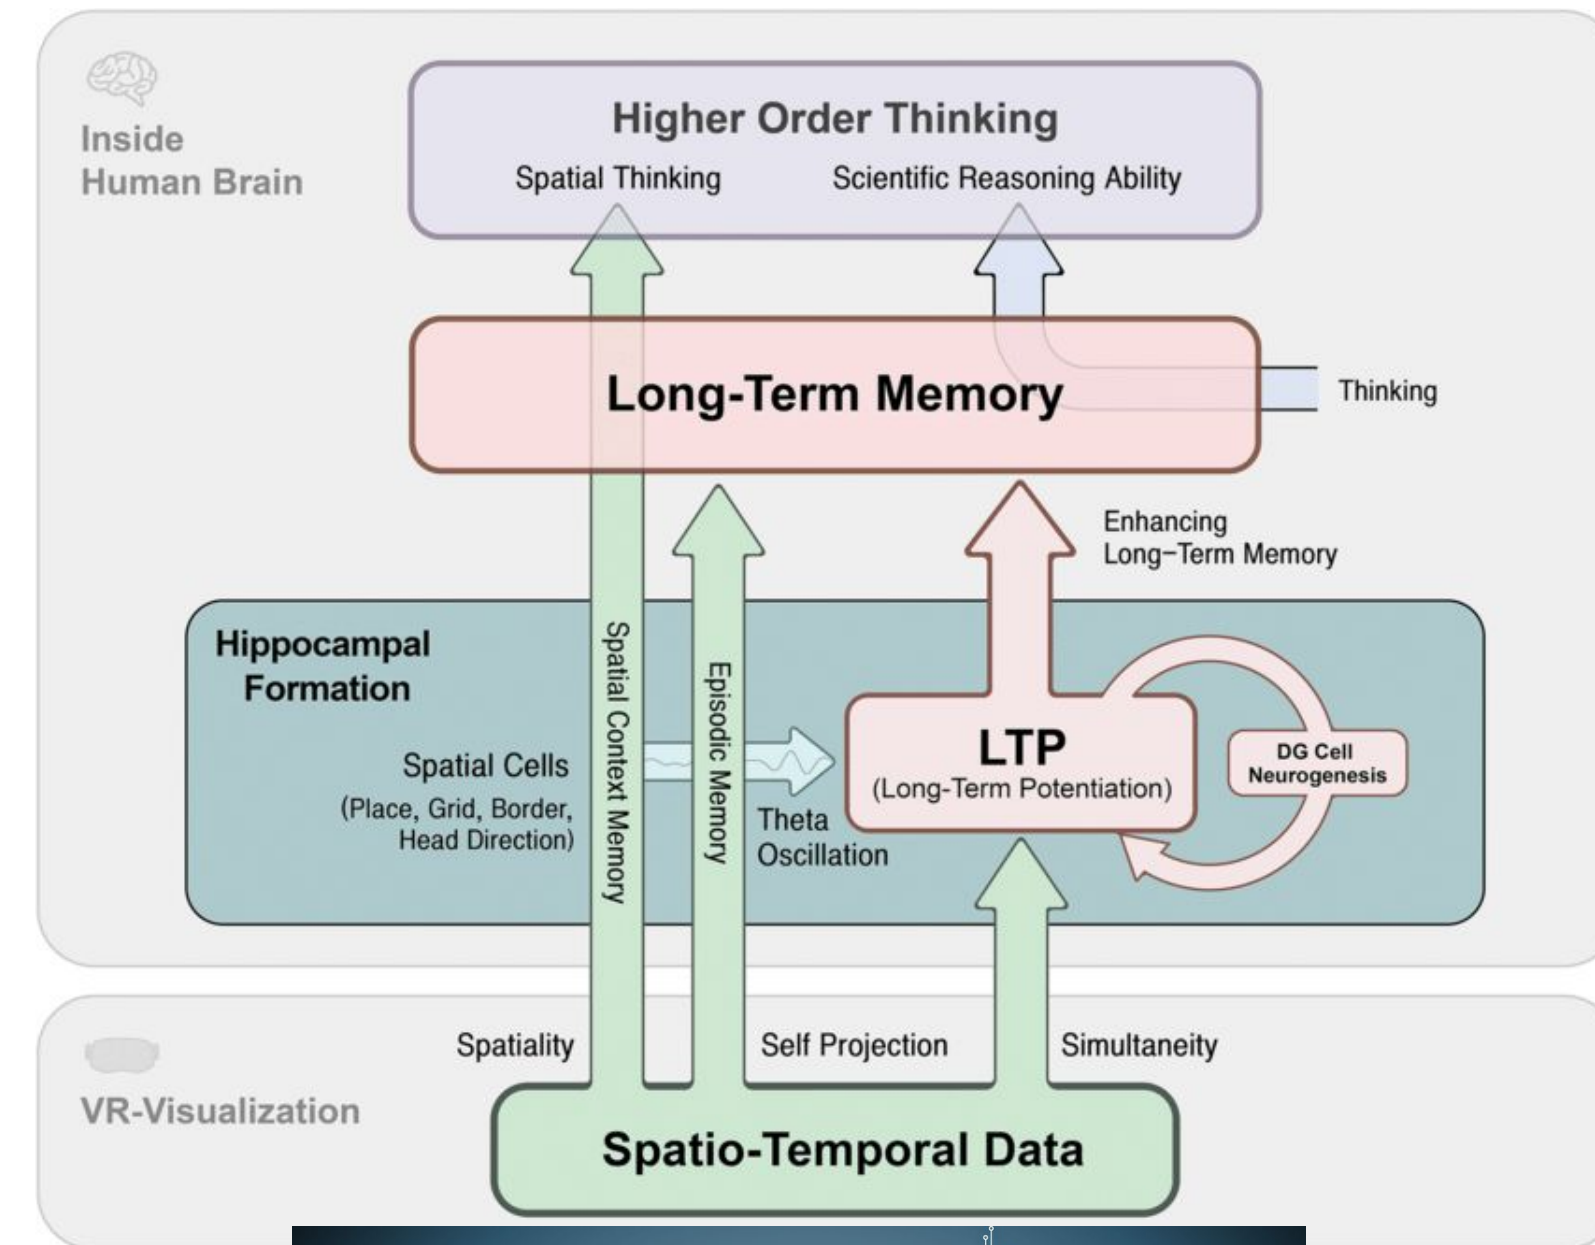 Inside
Human Brain
Higher Order Thinking
Spatial Thinking
Scientific Reasoning Ability
Long-Term Memory
Thinking
Enhancing
Long-Term Memory
Hippocampal
Formation
Spatial Context Memory
Episodic Memory
Spatial Cells
(Place, Grid, Border,
Head Direction)
Theta
Oscillation
LTP
(Long-Term Potentiation)
DG Cell
Neurogenesis
Spatiality
Self Projection
Simultaneity
VR-Visualization
Spatio-Temporal Data